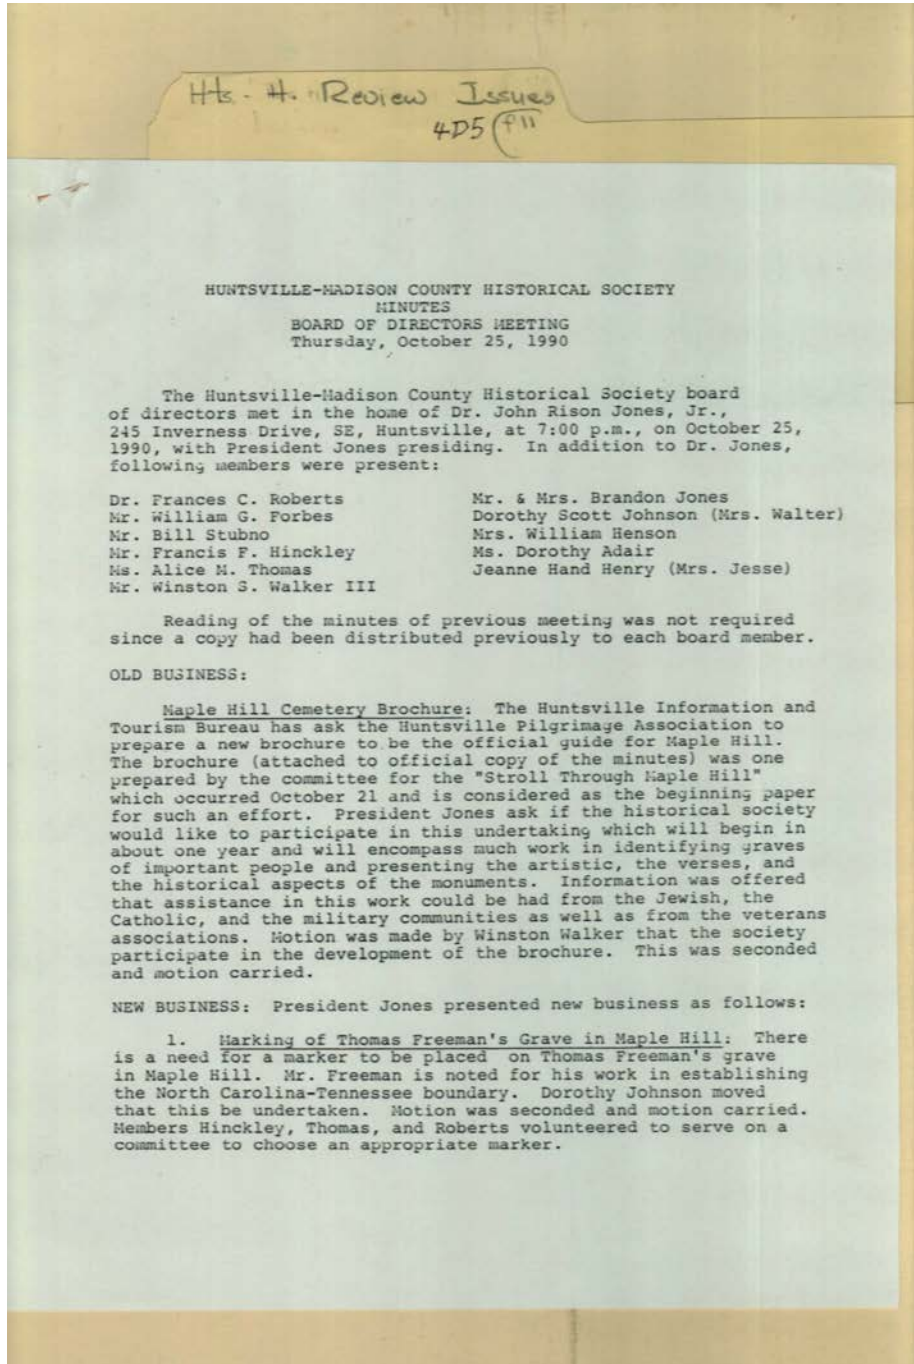 Hts. H. Review Issues
4D5 f11
HUNTSVILLE-MADISON COUNTY HISTORICAL SOCIETY
MINUTES
BOARD OF DIRECTORS MEETING
Thursday, October 25, 1990
The Huntsville-Madison County Historical Society board
of directors met in the home of Dr. John Rison Jones, Jr.,
245 Inverness Drive, SE, Huntsville, at 7:00 p.m., on October 25,
1990, with President Jones presiding. In addition to Dr. Jones,
following members were present:
Dr. Frances C. Roberts
Mr. William G. Forbes
Mr. Bill Stubno
Mr. Francis F. Hinckley
Ms. Alice M. Thomas
Mr. Winston S. Walker III
Mr. & Mrs. Brandon Jones
Dorothy Scott Johnson (Mrs. Walter)
Mrs. William Henson
Ms. Dorothy Adair
Jeanne Hand Henry (Mrs. Jesse)
Reading of the minutes of previous meeting was not required
since a copy had been distributed previously to each board member.
OLD BUSINESS:
Maple Hill Cemetery Brochure: The Huntsville Information and
Tourism Bureau has ask the Huntsville Pilgrimage Association to
prepare a new brochure to be the official guide for Maple Hill.
The brochure (attached to official copy of the minutes) was one
prepared by the committee for the "Stroll Through Maple Hill"
which occurred October 21 and is considered as the beginning paper
for such an effort. President Jones ask if the historical society
would like to participate in this undertaking which will begin in
about one year and will encompass much work in identifying graves
of important people and presenting the artistic, the verses, and
the historical aspects of the monuments. Information was offered
that assistance in this work could be had from the Jewish, the
Catholic, and the military communities as well as from the veterans
associations. Motion was made by Winston Walker that the society
participate in the development of the brochure. This was seconded
and motion carried.
NEW BUSINESS: President Jones presented new business as follows:
1. Marking of Thomas Freeman's Grave in Maple Hill: There
is a need for a marker to be placed on Thomas Freeman's grave
in Maple Hill. Mr. Freeman is noted for his work in establishing
the North Carolina-Tennessee boundary. Dorothy Johnson moved
that this be undertaken. Motion was seconded and motion carried.
Members Hinckley, Thomas, and Roberts volunteered to serve on a
committee to choose an appropriate marker.